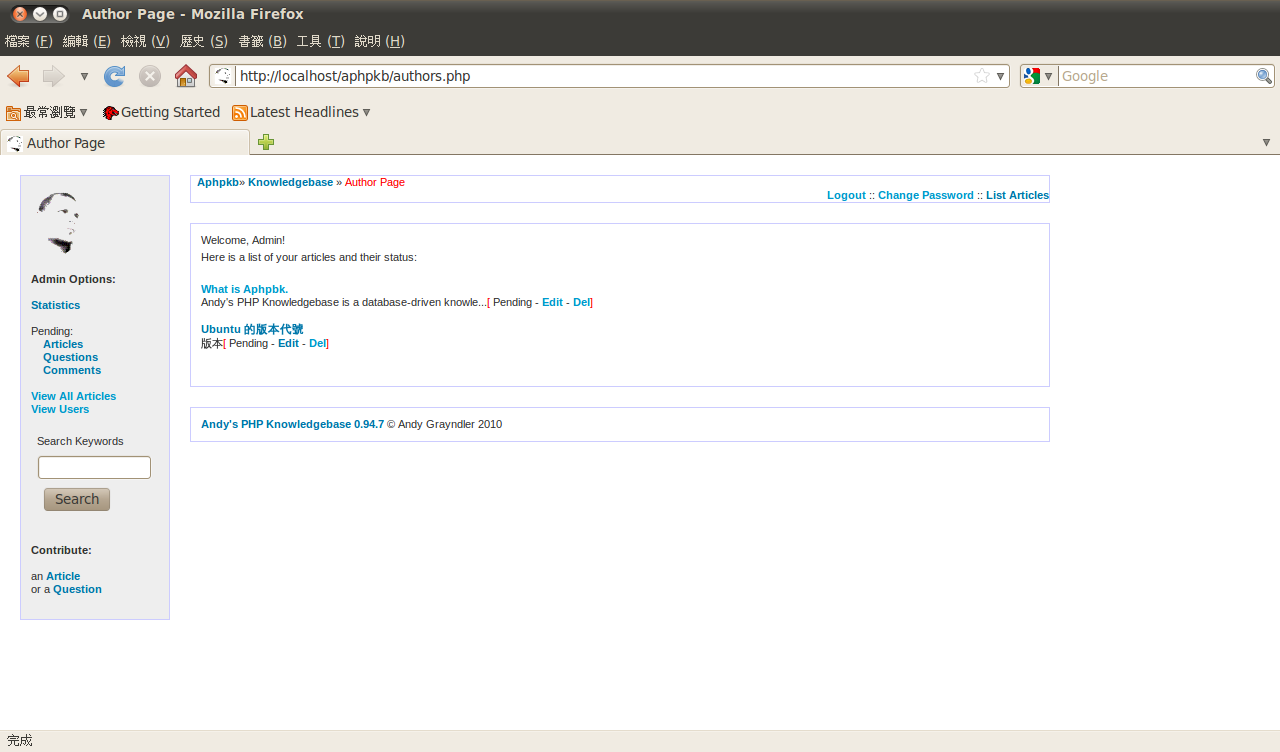 Author Page - Mozilla Firefox
檔案 (F) 編輯 (E) 檢視 (V) 歷史 (S) 書籤 (B) 工具 (T) 說明 (H)
http://localhost/aphpkb/authors.php
Google
最常瀏覽 Getting Started Latest Headlines
Author Page
Aphpkb» Knowledgebase » Author Page
Logout :: Change Password :: List Articles
Admin Options:
Statistics
Pending:
Articles
Questions
Comments
View All Articles
View Users
Search Keywords
Search
Contribute:
an Article
or a Question
Welcome, Admin!
Here is a list of your articles and their status:
What is Aphpbk.
Andy's PHP Knowledgebase is a database-driven knowle...[ Pending - Edit - Del]
Ubuntu 的版本代號
版本[ Pending - Edit - Del]
Andy's PHP Knowledgebase 0.94.7 © Andy Grayndler 2010
完成